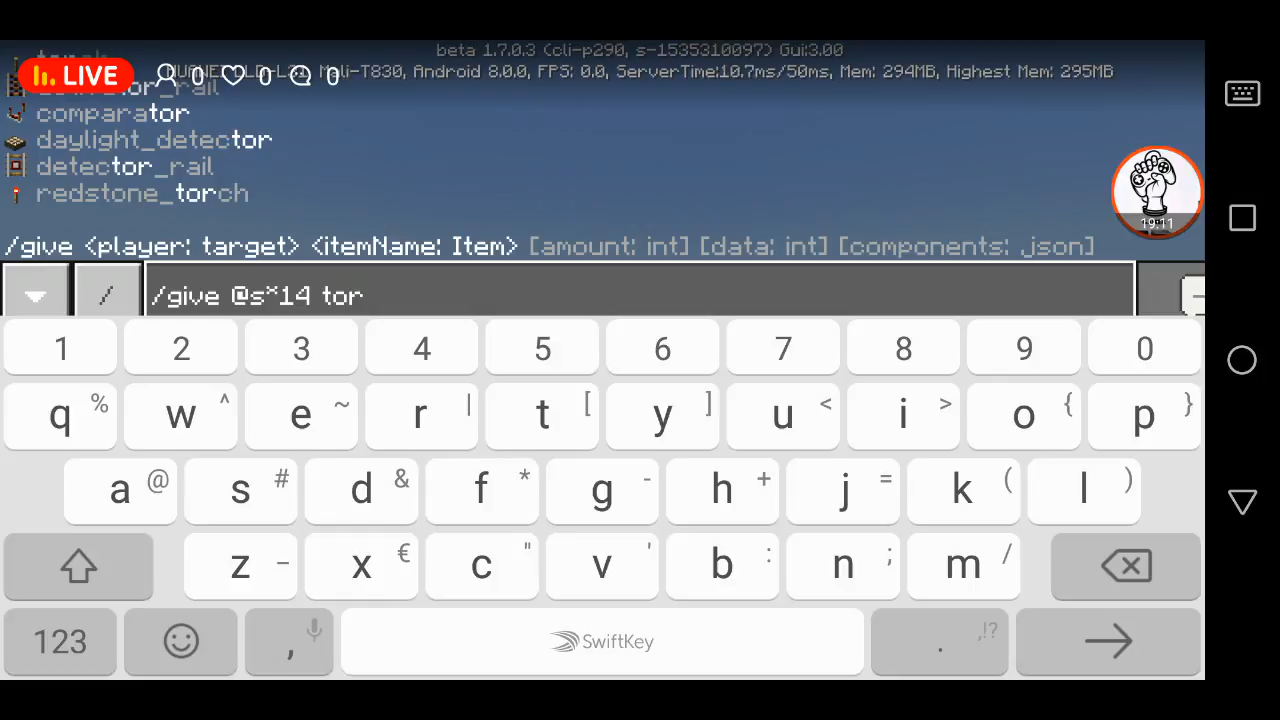 beta 1.7.0.3 (cli-p290, s-1535310097) Gui:3.00
LIVE 0 0 0 Mali-T830, Android 8.0.0, FPS: 0.0, ServerTime:10.7ms/50ms, Mem: 294MB, Highest Mem: 295MB
comparator
daylight_detector
detector_rail
redstone_torch
19:11
/give <player: target> <itemName: Item> [amount: int] [data: int] [components: .json]
/ /give @s*14 tor
1 2 3 4 5 6 7 8 9 0
q % w ^ e ~ r | t [ y ] u < i > o { p }
a @ s # d & f * g - h + j = k ( l )
z – x € c " v ' b : n ; m /
123 , SwiftKey . ,!?